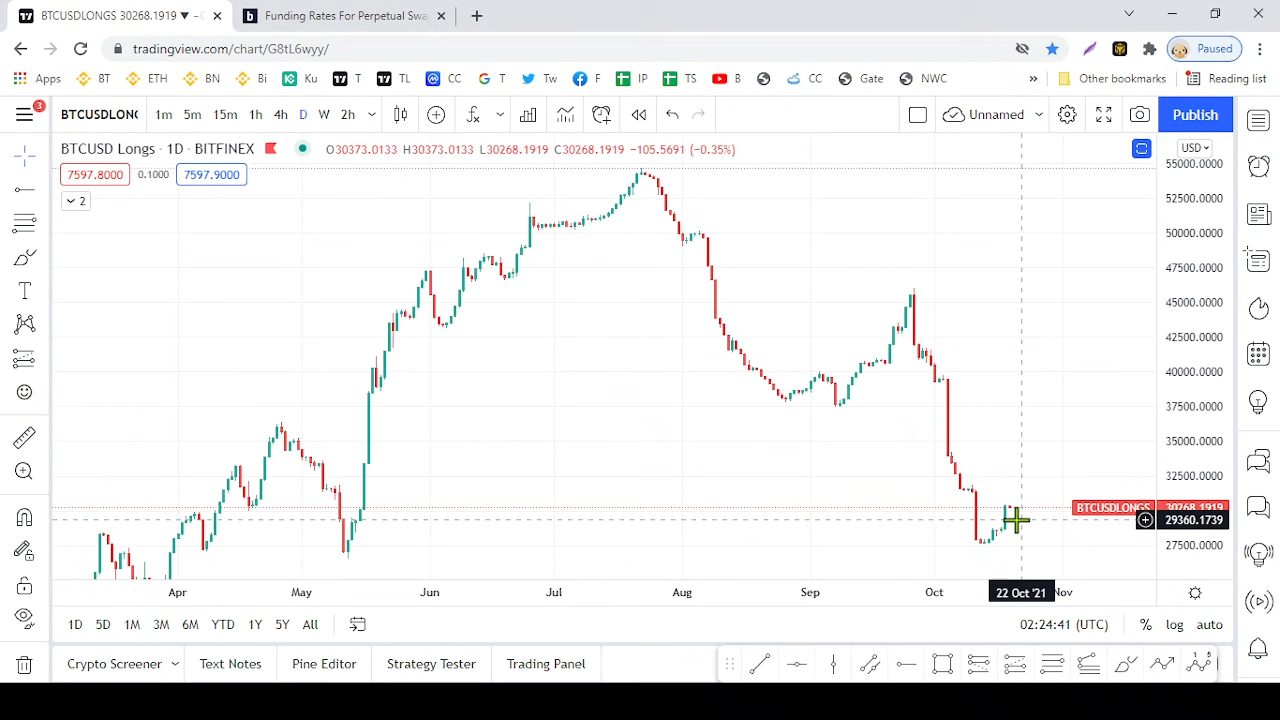 BTCUSDLONGS 30268.1919 ▼
Funding Rates For Perpetual Swa
tradingview.com/chart/G8tL6wyy/
Paused
Apps BT ETH BN Bi Ku T TL CC T Tw F IP TS B CC Gate NWC » Other bookmarks Reading list
3
BTCUSDLONG 1m 5m 15m 1h 4h D W 2h Unnamed Publish
BTCUSD Longs · 1D · BITFINEX O30373.0133 H30373.0133 L30268.1919 C30268.1919 −105.5691 (−0.35%)
USD
7597.8000 0.1000 7597.9000
2
55000.0000
52500.0000
50000.0000
47500.0000
45000.0000
42500.0000
40000.0000
37500.0000
35000.0000
32500.0000
BTCUSDLONGS 30268.1919
29360.1739
27500.0000
Apr May Jun Jul Aug Sep Oct 22 Oct '21 Nov
1D 5D 1M 3M 6M YTD 1Y 5Y All 02:24:41 (UTC) % log auto
Crypto Screener Text Notes Pine Editor Strategy Tester Trading Panel